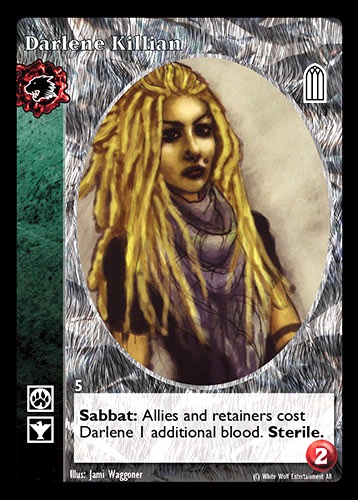 Darlene Killian
5
Sabbat: Allies and retainers cost
Darlene 1 additional blood. Sterile.
2
Illus: Jami Waggoner
(C) White Wolf Entertainment AB